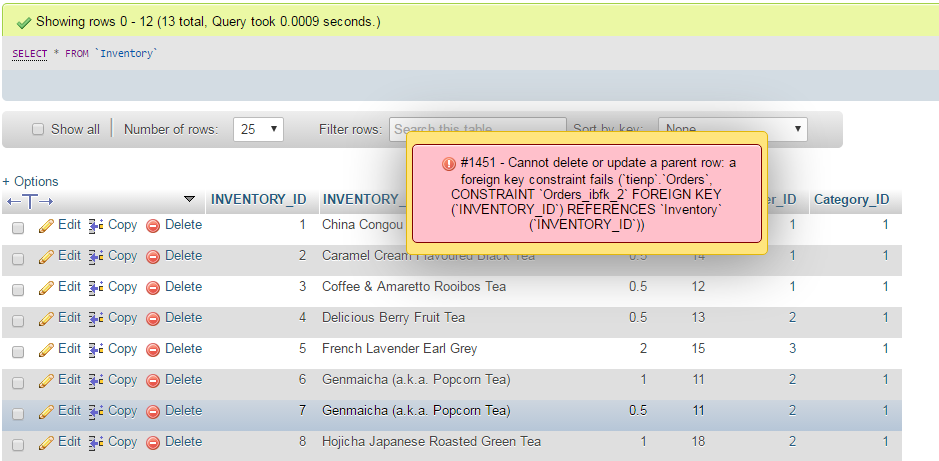 Showing rows 0 - 12 (13 total, Query took 0.0009 seconds.)
SELECT * FROM `Inventory`
Show all Number of rows: 25 Filter rows: Search this table Sort by key: None
#1451 - Cannot delete or update a parent row: a
foreign key constraint fails (`tienp`.`Orders`,
CONSTRAINT `Orders_ibfk_2` FOREIGN KEY
(`INVENTORY_ID`) REFERENCES `Inventory`
(`INVENTORY_ID`))
+ Options
INVENTORY_ID INVENTORY_ er_ID Category_ID
Edit Copy Delete 1 China Congou 1 1
Edit Copy Delete 2 Caramel Cream Flavoured Black Tea 0.5 14 1 1
Edit Copy Delete 3 Coffee & Amaretto Rooibos Tea 0.5 12 1 1
Edit Copy Delete 4 Delicious Berry Fruit Tea 0.5 13 2 1
Edit Copy Delete 5 French Lavender Earl Grey 2 15 3 1
Edit Copy Delete 6 Genmaicha (a.k.a. Popcorn Tea) 1 11 2 1
Edit Copy Delete 7 Genmaicha (a.k.a. Popcorn Tea) 0.5 11 2 1
Edit Copy Delete 8 Hojicha Japanese Roasted Green Tea 1 18 2 1